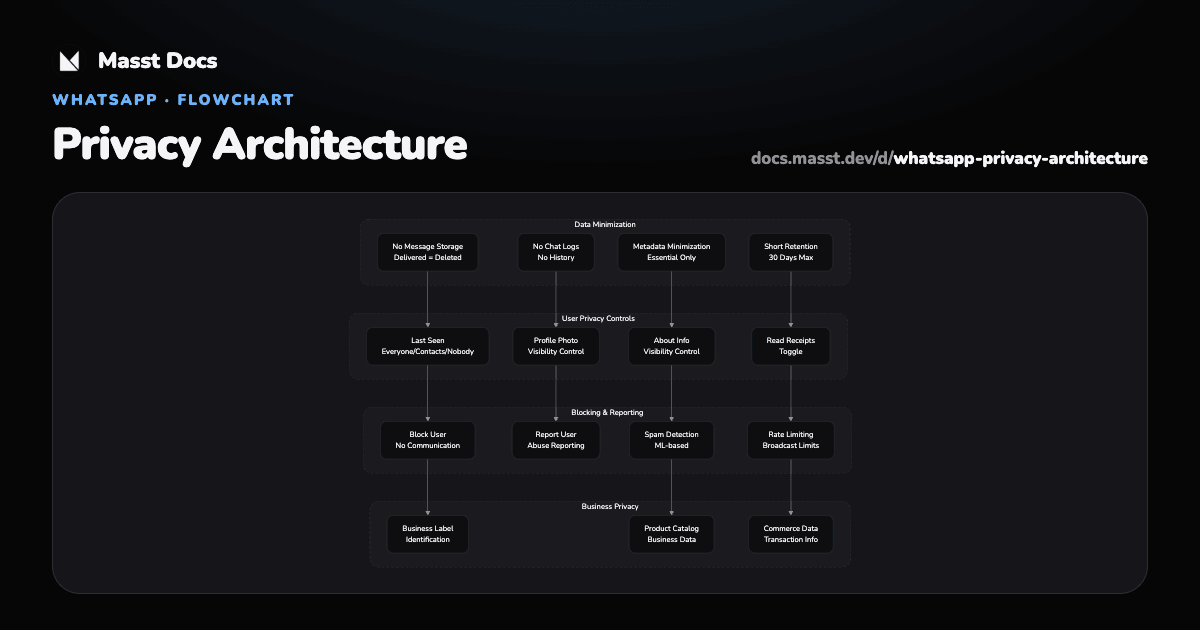 Masst Docs
WHATSAPP · FLOWCHART
Privacy Architecture
docs.masst.dev/d/whatsapp-privacy-architecture
Data Minimization
No Message Storage
Delivered = Deleted
No Chat Logs
No History
Metadata Minimization
Essential Only
Short Retention
30 Days Max
User Privacy Controls
Last Seen
Everyone/Contacts/Nobody
Profile Photo
Visibility Control
About Info
Visibility Control
Read Receipts
Toggle
Blocking & Reporting
Block User
No Communication
Report User
Abuse Reporting
Spam Detection
ML-based
Rate Limiting
Broadcast Limits
Business Privacy
Business Label
Identification
Product Catalog
Business Data
Commerce Data
Transaction Info